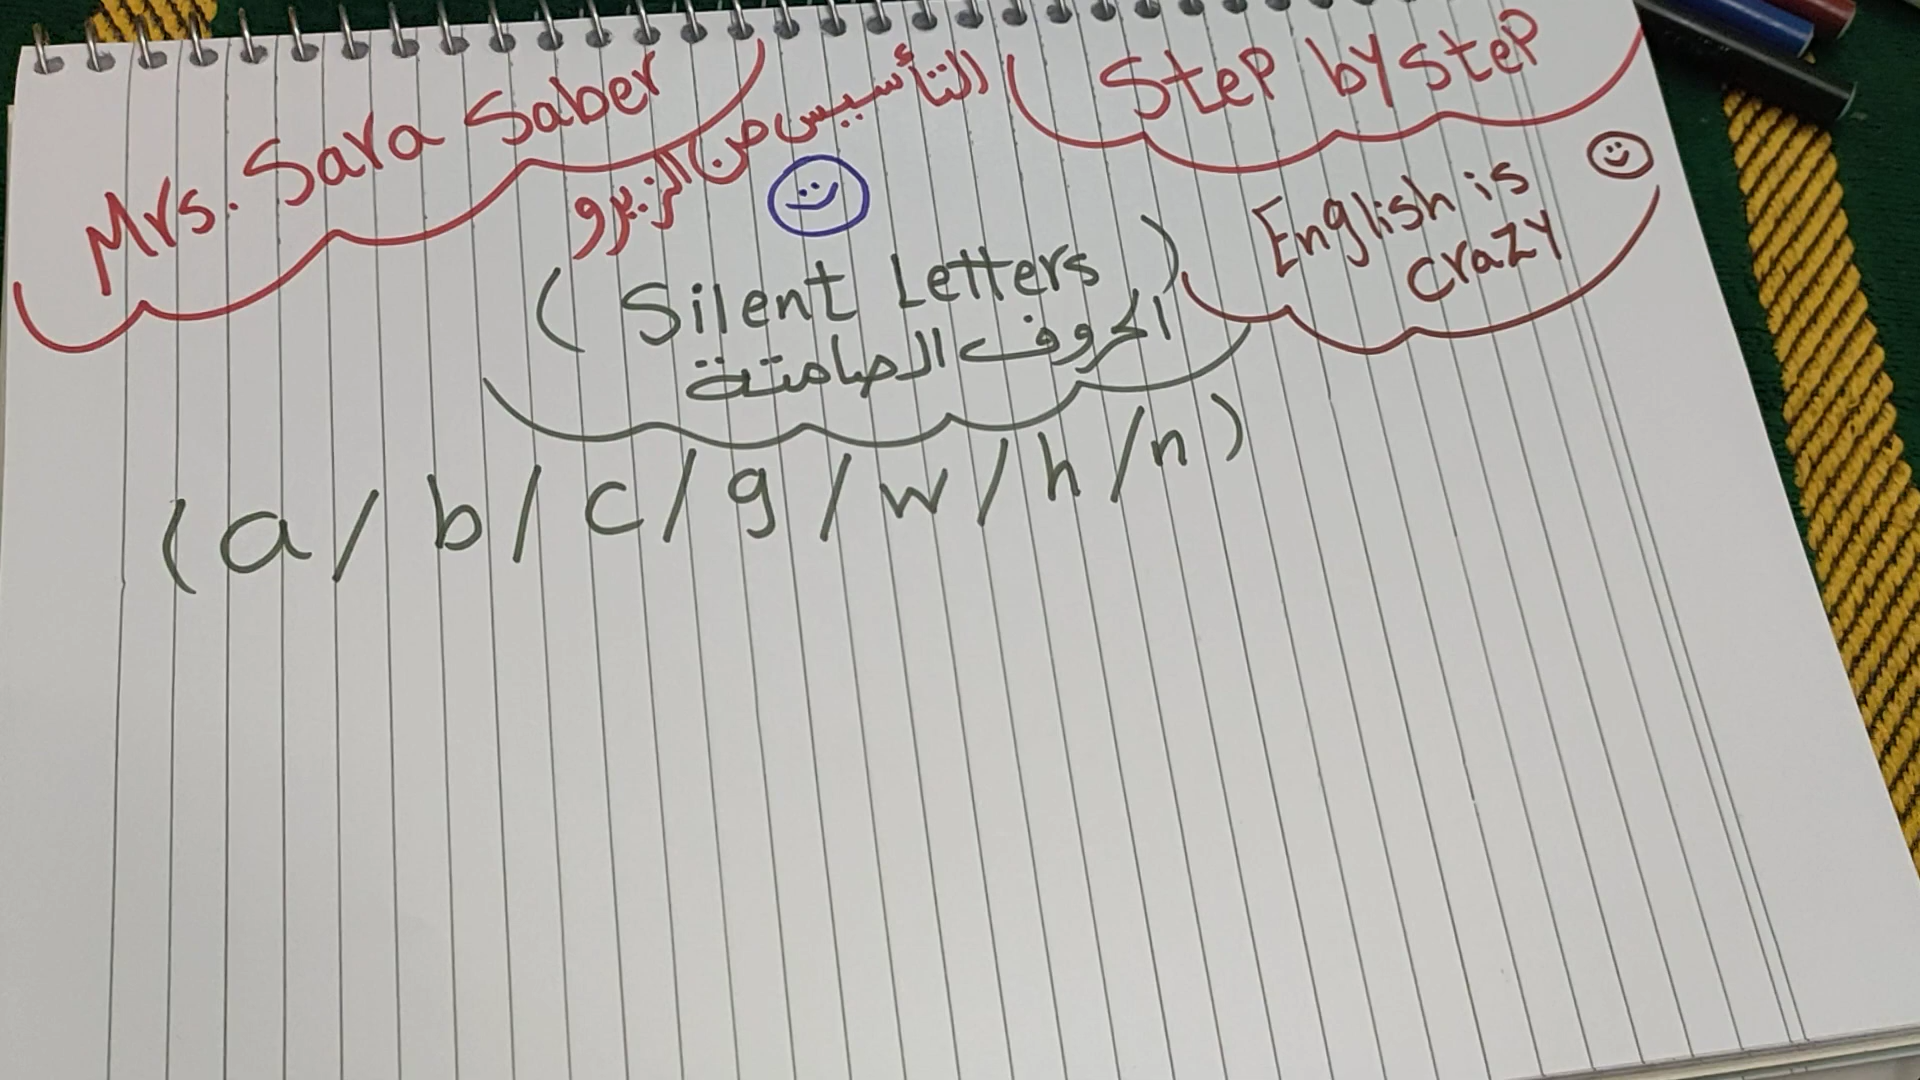 Mrs. Sara Saber
التأسيس من الزيرو
Step by step
English is
crazy
( Silent Letters )
الحروف الصامتة
( a / b / c / g / w / h / n )